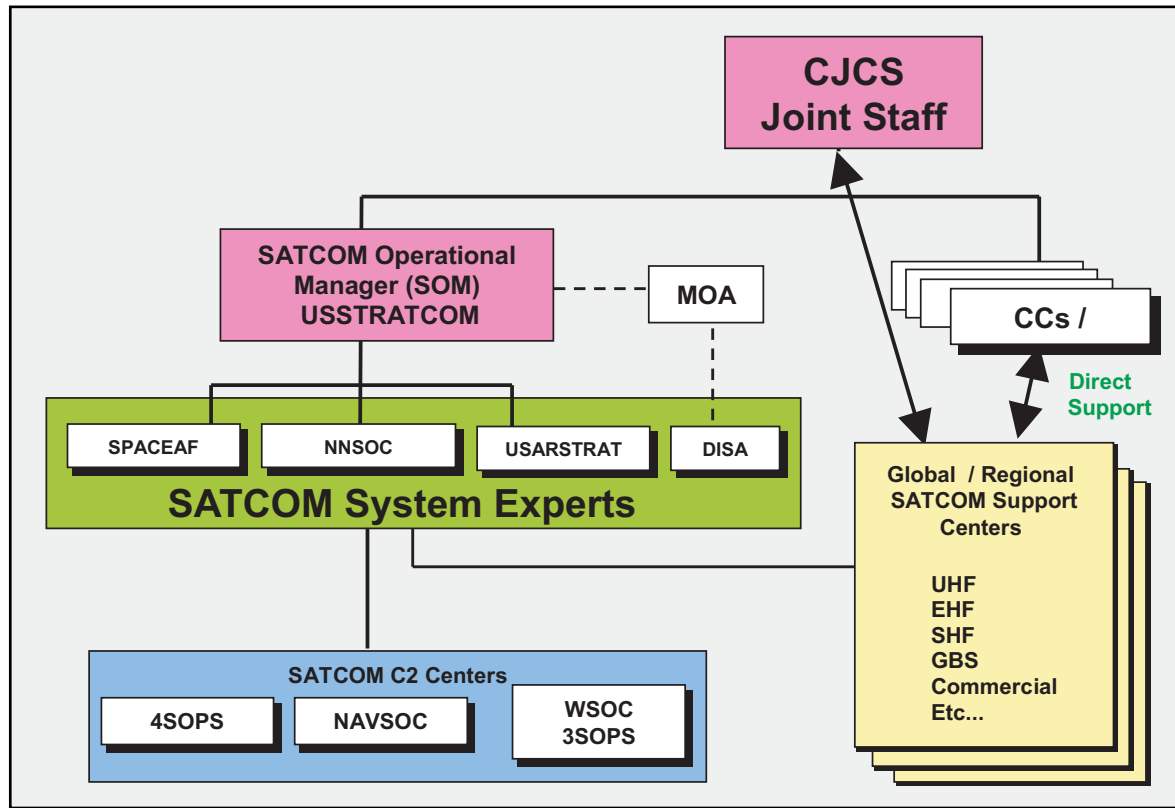 CJCS
Joint Staff
SATCOM Operational
Manager (SOM)
USSTRATCOM
MOA
CCs /
Direct
Support
SPACEAF
NNSOC
USARSTRAT
DISA
SATCOM System Experts
Global / Regional
SATCOM Support
Centers
UHF
EHF
SHF
GBS
Commercial
Etc...
SATCOM C2 Centers
4SOPS
NAVSOC
WSOC
3SOPS